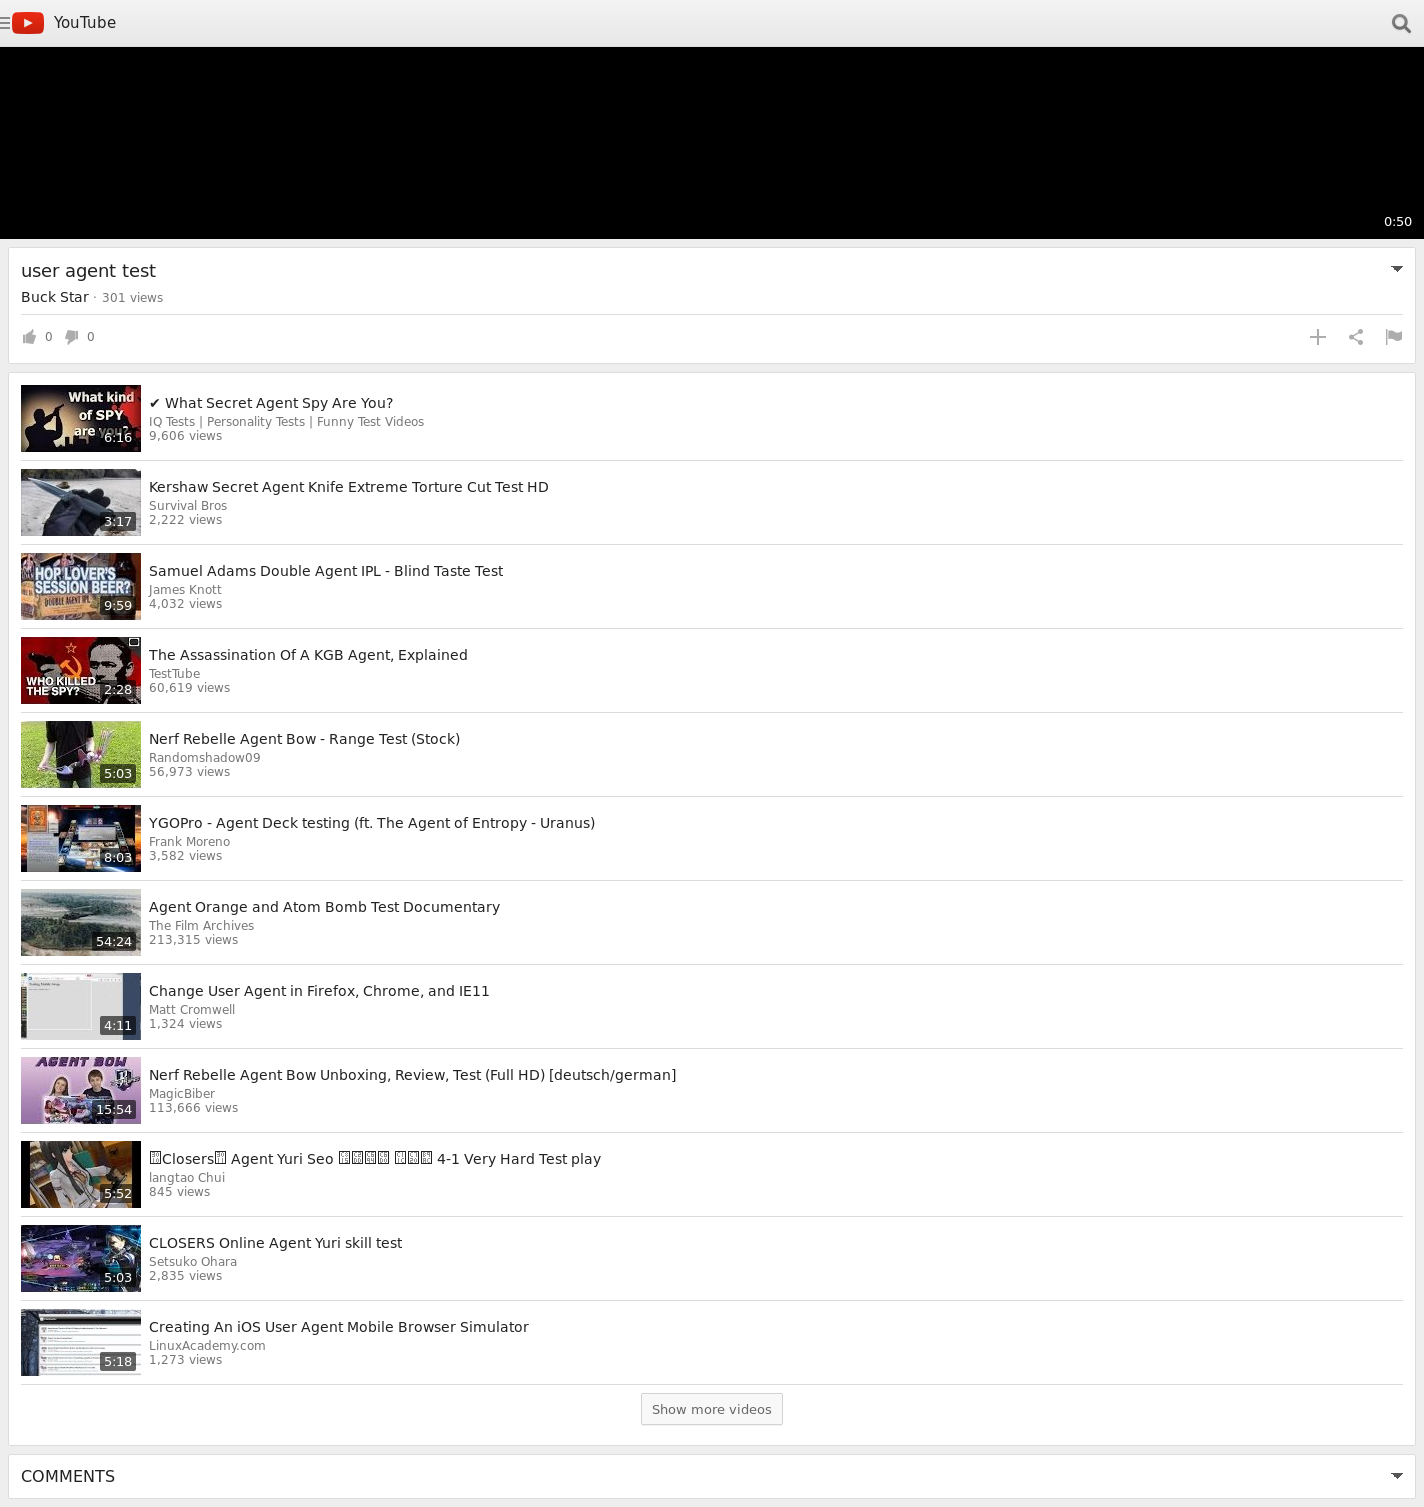 YouTube
0:50
user agent test
Buck Star · 301 views
0 0
What kind
of SPY
are you?
6:16
✔ What Secret Agent Spy Are You?
IQ Tests | Personality Tests | Funny Test Videos
9,606 views
3:17
Kershaw Secret Agent Knife Extreme Torture Cut Test HD
Survival Bros
2,222 views
HOP LOVER'S
SESSION BEER?
DOUBLE AGENT IPL
9:59
Samuel Adams Double Agent IPL - Blind Taste Test
James Knott
4,032 views
WHO KILLED
THE SPY?
2:28
The Assassination Of A KGB Agent, Explained
TestTube
60,619 views
5:03
Nerf Rebelle Agent Bow - Range Test (Stock)
Randomshadow09
56,973 views
8:03
YGOPro - Agent Deck testing (ft. The Agent of Entropy - Uranus)
Frank Moreno
3,582 views
54:24
Agent Orange and Atom Bomb Test Documentary
The Film Archives
213,315 views
4:11
Change User Agent in Firefox, Chrome, and IE11
Matt Cromwell
1,324 views
AGENT BOW
15:54
Nerf Rebelle Agent Bow Unboxing, Review, Test (Full HD) [deutsch/german]
MagicBiber
113,666 views
5:52
Closers Agent Yuri Seo 4-1 Very Hard Test play
langtao Chui
845 views
5:03
CLOSERS Online Agent Yuri skill test
Setsuko Ohara
2,835 views
5:18
Creating An iOS User Agent Mobile Browser Simulator
LinuxAcademy.com
1,273 views
Show more videos
COMMENTS